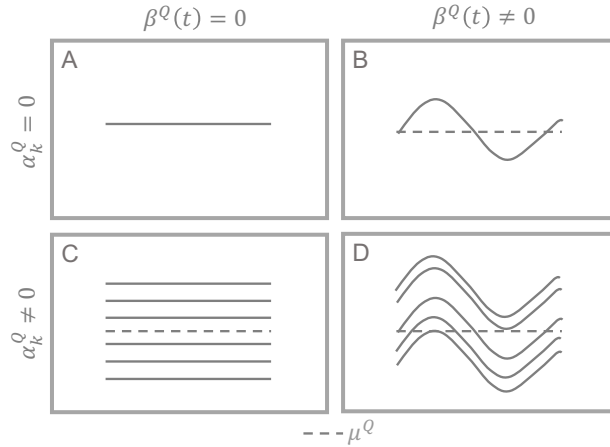 β^Q(t) = 0
β^Q(t) ≠ 0
α_k^Q = 0
A
B
α_k^Q ≠ 0
C
D
μ^Q